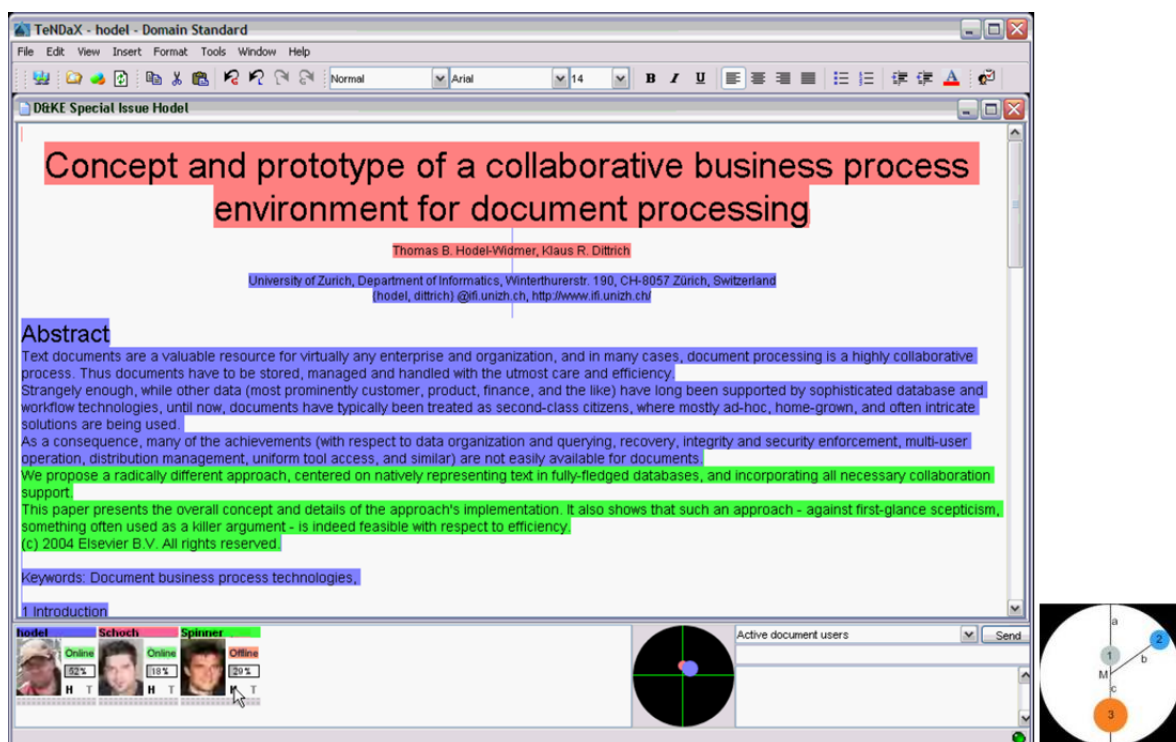 TeNDaX - hodel - Domain Standard
File Edit View Insert Format Tools Window Help
Normal Arial 14 B I U A
D&KE Special Issue Hodel
Concept and prototype of a collaborative business process
environment for document processing
Thomas B. Hodel-Widmer, Klaus R. Dittrich
University of Zurich, Department of Informatics, Winterthurerstr. 190, CH-8057 Zürich, Switzerland
(hodel, dittrich) @ifi.unizh.ch, http://www.ifi.unizh.ch/
Abstract
Text documents are a valuable resource for virtually any enterprise and organization, and in many cases, document processing is a highly collaborative
process. Thus documents have to be stored, managed and handled with the utmost care and efficiency.
Strangely enough, while other data (most prominently customer, product, finance, and the like) have long been supported by sophisticated database and
workflow technologies, until now, documents have typically been treated as second-class citizens, where mostly ad-hoc, home-grown, and often intricate
solutions are being used.
As a consequence, many of the achievements (with respect to data organization and querying, recovery, integrity and security enforcement, multi-user
operation, distribution management, uniform tool access, and similar) are not easily available for documents.
We propose a radically different approach, centered on natively representing text in fully-fledged databases, and incorporating all necessary collaboration
support.
This paper presents the overall concept and details of the approach's implementation. It also shows that such an approach - against first-glance scepticism,
something often used as a killer argument - is indeed feasible with respect to efficiency.
(c) 2004 Elsevier B.V. All rights reserved.
Keywords: Document business process technologies,
1 Introduction
hodel Schoch Spinner
Online Online Offline
52% 18% 29%
H T H T H T
Active document users Send
a
1 2
b
M
c
3